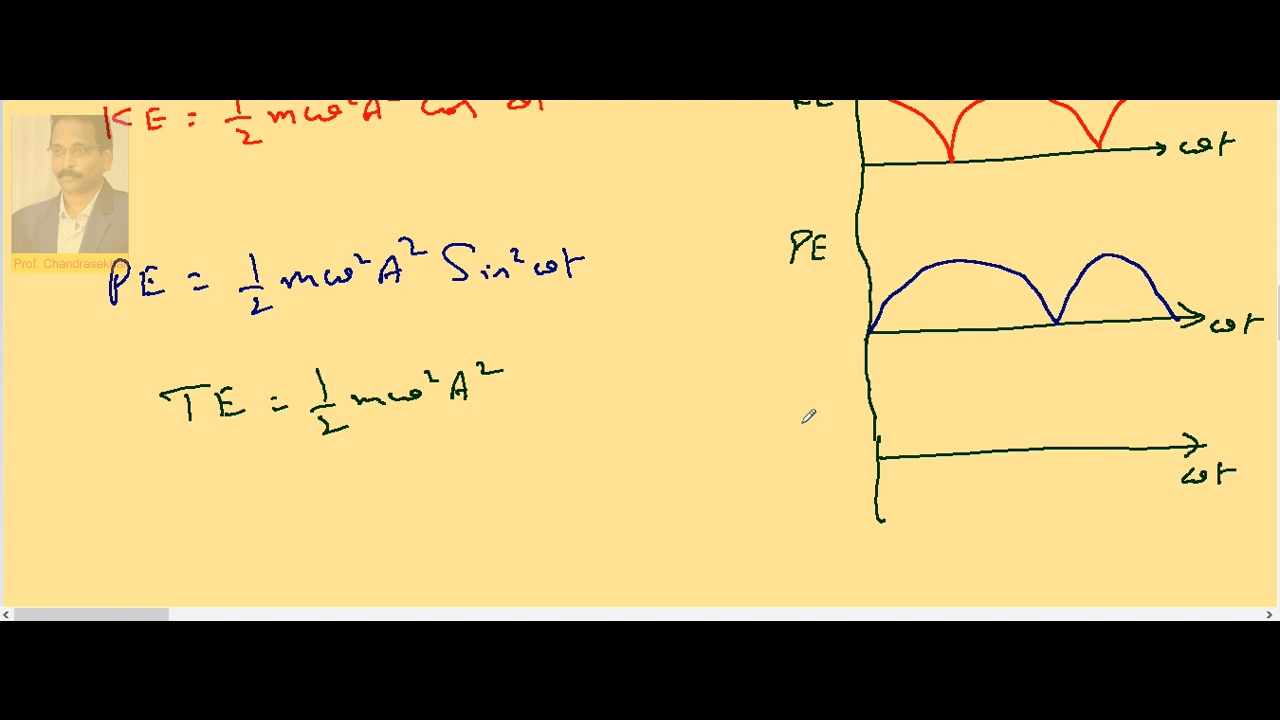 KE = 1/2 mω²A² cos² ωt
KE
ωt
Prof. Chandrasekhar
PE = 1/2 mω²A² Sin² ωt
PE
ωt
TE = 1/2 mω²A²
ωt